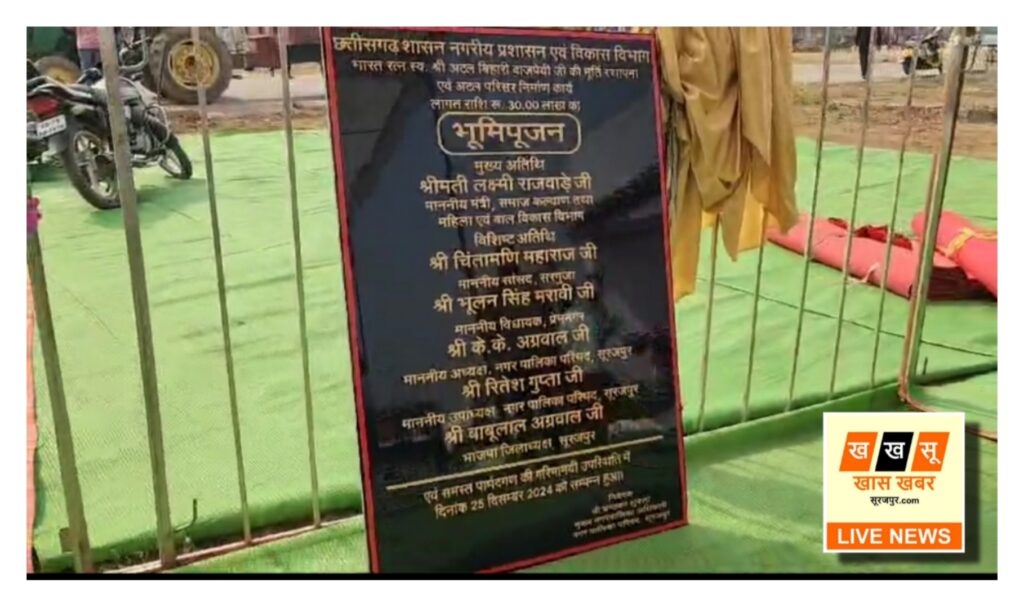 छत्तीसगढ़ शासन नगरीय प्रशासन एवं विकास विभाग
भारत रत्न स्व. श्री अटल बिहारी वाजपेयी जी की मूर्ति स्थापना
एवं अटल परिसर निर्माण कार्य
लागत राशि रू. 30.00 लाख का
भूमिपूजन
मुख्य अतिथि
श्रीमती लक्ष्मी राजवाड़े जी
माननीय मंत्री, समाज कल्याण तथा
महिला एवं बाल विकास विभाग
विशिष्ट अतिथि
श्री चिंतामणि महाराज जी
माननीय सांसद, सरगुजा
श्री भूलन सिंह मरावी जी
माननीय विधायक, प्रेमनगर
श्री के.के. अग्रवाल जी
माननीय अध्यक्ष, नगर पालिका परिषद, सूरजपुर
श्री रितेश गुप्ता जी
माननीय उपाध्यक्ष, नगर पालिका परिषद, सूरजपुर
श्री बाबूलाल अग्रवाल जी
भाजपा जिलाध्यक्ष, सूरजपुर
एवं समस्त पार्षदगण की गरिमामयी उपस्थिति में
दिनांक 25 दिसम्बर 2024 को सम्पन्न हुआ।
निवेदक
मुख्य नगरपालिका अधिकारी
नगर पालिका परिषद, सूरजपुर
ख ख सू
खास खबर
सूरजपुर.com
LIVE NEWS